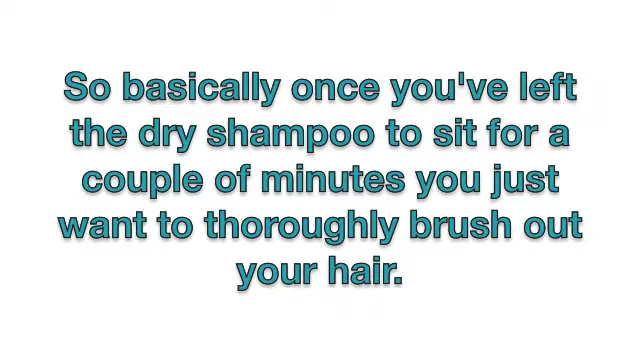 So basically once you've left
the dry shampoo to sit for a
couple of minutes you just
want to thoroughly brush out
your hair.